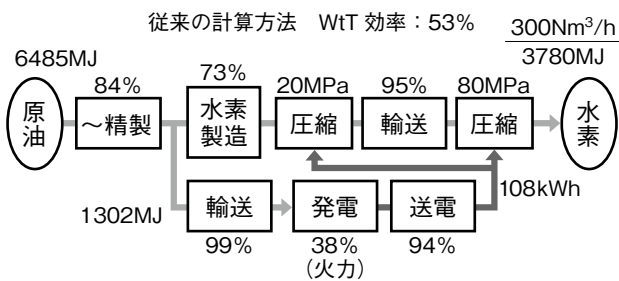 従来の計算方法 WtT 効率：53%
300Nm³/h
3780MJ
6485MJ
84%
73%
20MPa
95%
80MPa
原油
～精製
水素製造
圧縮
輸送
圧縮
水素
108kWh
1302MJ
輸送
発電
送電
99%
38%
94%
（火力）